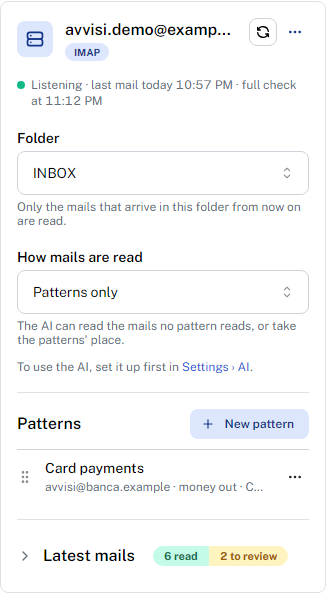 avvisi.demo@examp...
IMAP
Listening · last mail today 10:57 PM · full check
at 11:12 PM
Folder
INBOX
Only the mails that arrive in this folder from now on
are read.
How mails are read
Patterns only
The AI can read the mails no pattern reads, or take
the patterns' place.
To use the AI, set it up first in Settings › AI.
Patterns
+ New pattern
Card payments
avvisi@banca.example · money out · C...
Latest mails
6 read
2 to review